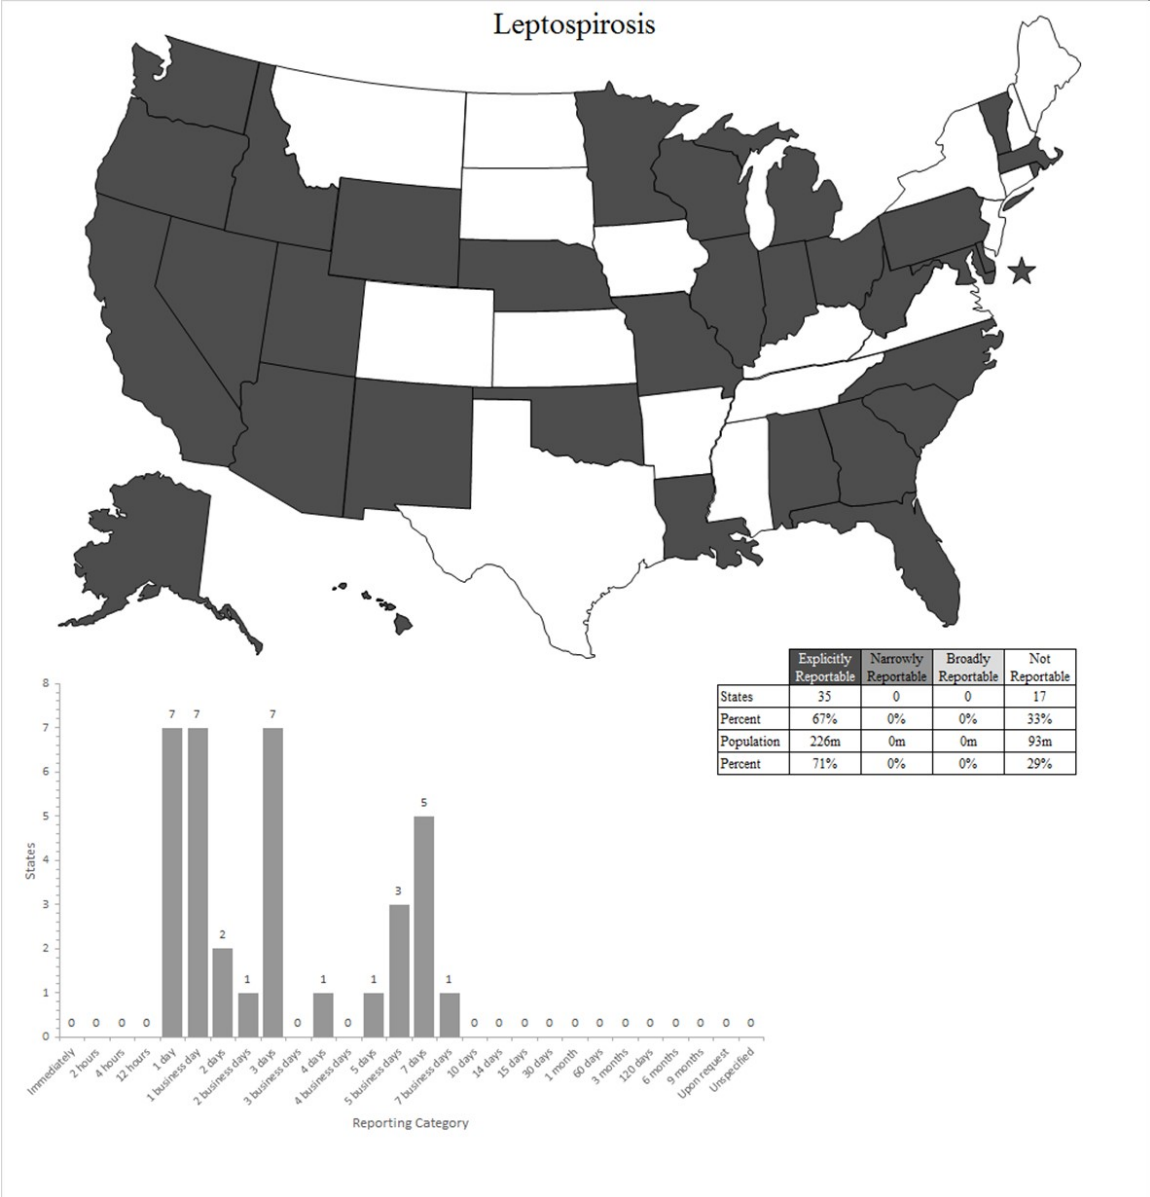 Leptospirosis
Explicitly Reportable Narrowly Reportable Broadly Reportable Not Reportable
States 35 0 0 17
Percent 67% 0% 0% 33%
Population 226m 0m 0m 93m
Percent 71% 0% 0% 29%
8
7
6
5
4
3
2
1
0
States
0 0 0 0 7 7 2 1 7 0 1 0 1 3 5 1 0 0 0 0 0 0 0 0 0 0 0 0
Immediately
2 hours
4 hours
12 hours
1 day
1 business day
2 days
2 business days
3 days
3 business days
4 days
4 business days
5 days
5 business days
7 days
7 business days
10 days
14 days
15 days
30 days
1 month
60 days
3 months
120 days
6 months
9 months
Upon request
Unspecified
Reporting Category